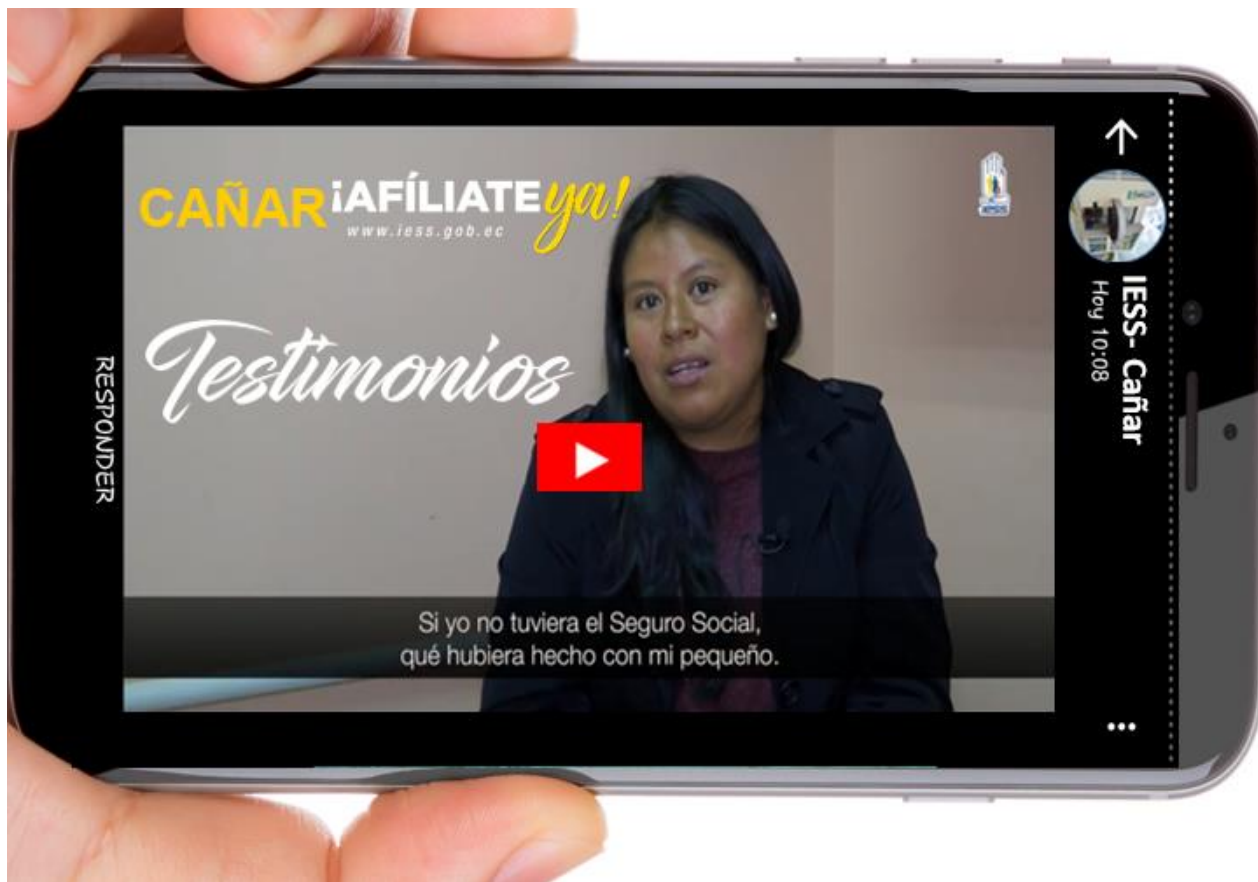 CAÑAR ¡AFÍLIATE ya!
www.iess.gob.ec
Testimonios
IESS
Si yo no tuviera el Seguro Social,
qué hubiera hecho con mi pequeño.
IESS- Cañar
Hoy 10:08
RESPONDER